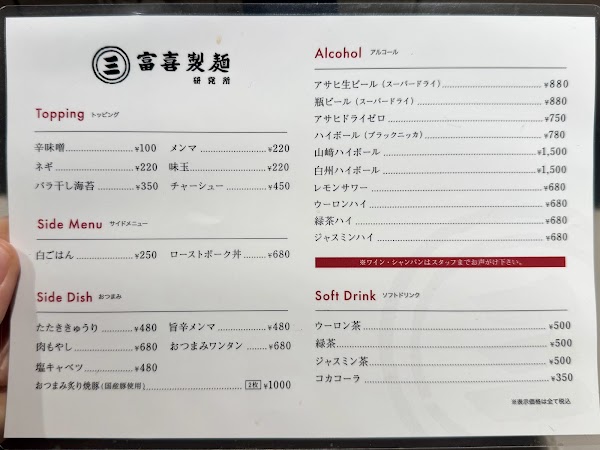 三 富喜製麺
研究所
Topping トッピング
辛味噌 ¥100 メンマ ¥220
ネギ ¥220 味玉 ¥220
バラ干し海苔 ¥350 チャーシュー ¥450
Side Menu サイドメニュー
白ごはん ¥250 ローストポーク丼 ¥680
Side Dish おつまみ
たたききゅうり ¥480 旨辛メンマ ¥480
肉もやし ¥680 おつまみワンタン ¥680
塩キャベツ ¥480
おつまみ炙り焼豚(国産豚使用) 2枚 ¥1000
Alcohol アルコール
アサヒ生ビール (スーパードライ) ¥880
瓶ビール (スーパードライ) ¥880
アサヒドライゼロ ¥750
ハイボール (ブラックニッカ) ¥780
山崎ハイボール ¥1,500
白州ハイボール ¥1,500
レモンサワー ¥680
ウーロンハイ ¥680
緑茶ハイ ¥680
ジャスミンハイ ¥680
※ワイン・シャンパンはスタッフまでお声がけ下さい。
Soft Drink ソフトドリンク
ウーロン茶 ¥500
緑茶 ¥500
ジャスミン茶 ¥500
コカコーラ ¥350
※表示価格は全て税込